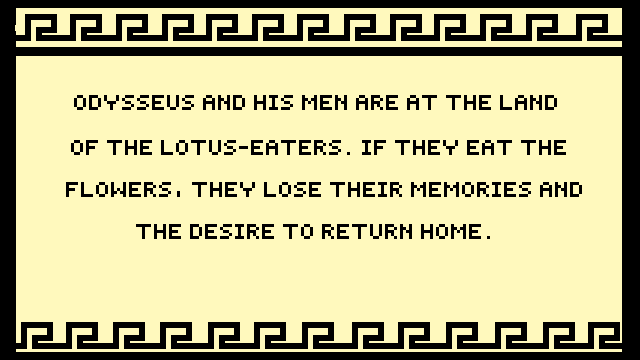 ODYSSEUS AND HIS MEN ARE AT THE LAND
OF THE LOTUS-EATERS. IF THEY EAT THE
FLOWERS, THEY LOSE THEIR MEMORIES AND
THE DESIRE TO RETURN HOME.